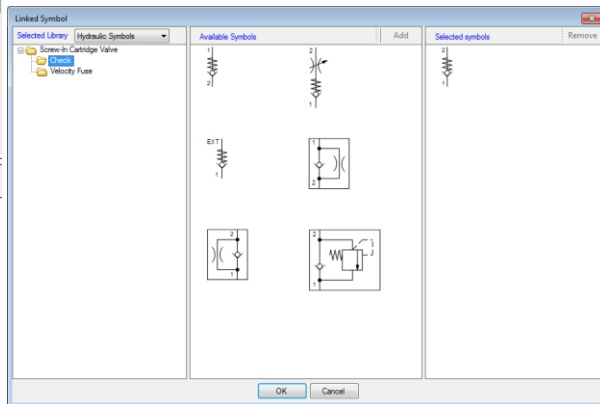 Linked Symbol
Selected Library Hydraulic Symbols
Screw-In Cartridge Valve
Check
Velocity Fuse
Available Symbols Add
1
2
2
1
EXT
1
1
2
2
1
2
1
Selected symbols Remove
2
1
OK Cancel